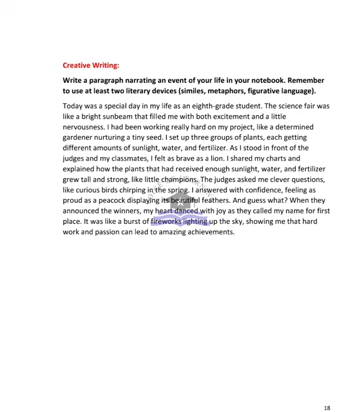 Creative Writing:
Write a paragraph narrating an event of your life in your notebook. Remember
to use at least two literary devices (similes, metaphors, figurative language).
Today was a special day in my life as an eighth-grade student. The science fair was
like a bright sunbeam that filled me with both excitement and a little
nervousness. I had been working really hard on my project, like a determined
gardener nurturing a tiny seed. I set up three groups of plants, each getting
different amounts of sunlight, water, and fertilizer. As I stood in front of the
judges and my classmates, I felt as brave as a lion. I shared my charts and
explained how the plants that had received enough sunlight, water, and fertilizer
grew tall and strong, like little champions. The judges asked me clever questions,
like curious birds chirping in the spring. I answered with confidence, feeling as
proud as a peacock displaying its beautiful feathers. And guess what? When they
announced the winners, my heart danced with joy as they called my name for first
place. It was like a burst of fireworks lighting up the sky, showing me that hard
work and passion can lead to amazing achievements.
18